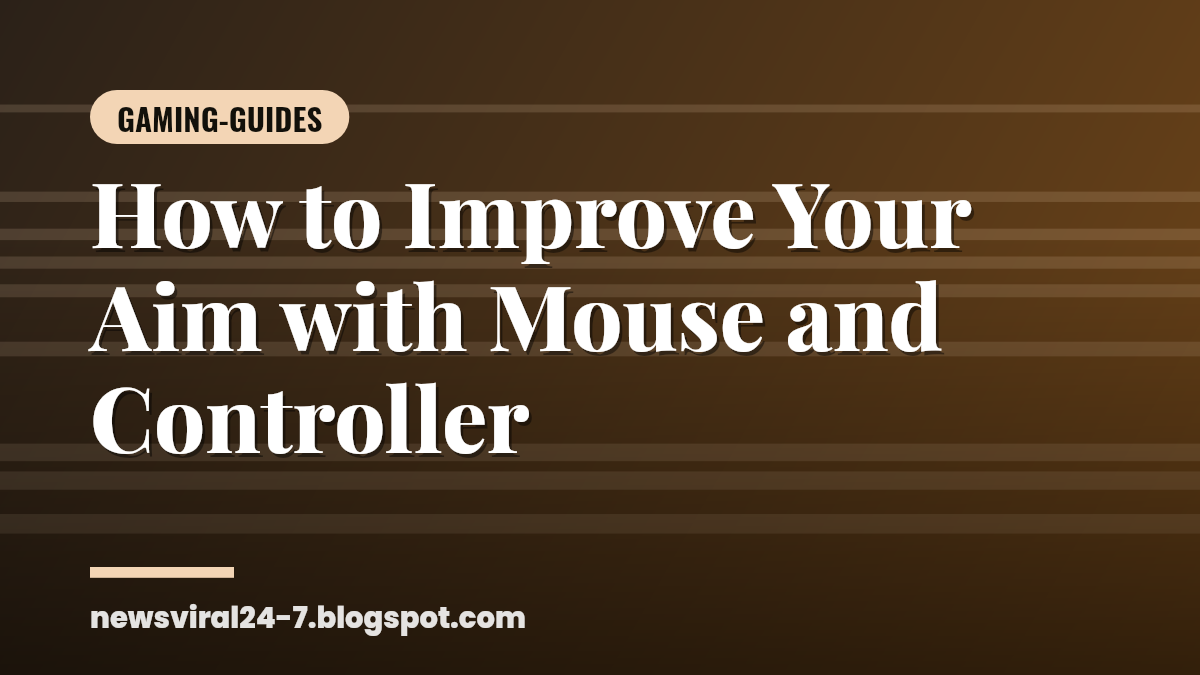 GAMING-GUIDES
How to Improve Your
Aim with Mouse and
Controller
newsviral24-7.blogspot.com